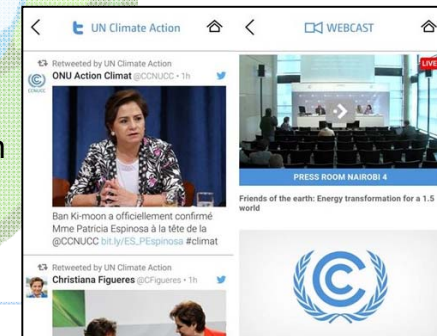 n
UN Climate Action
Retweeted by UN Climate Action
ONU Action Climat @CCNUCC • 1h
CCNUCC
Ban Ki-moon a officiellement confirmé
Mme Patricia Espinosa à la tête de la
@CCNUCC bit.ly/ES_PEspinosa #climat
Retweeted by UN Climate Action
Christiana Figueres @CFigueres • 1h
WEBCAST
LIVE
PRESS ROOM NAIROBI 4
Friends of the earth: Energy transformation for a 1.5
world